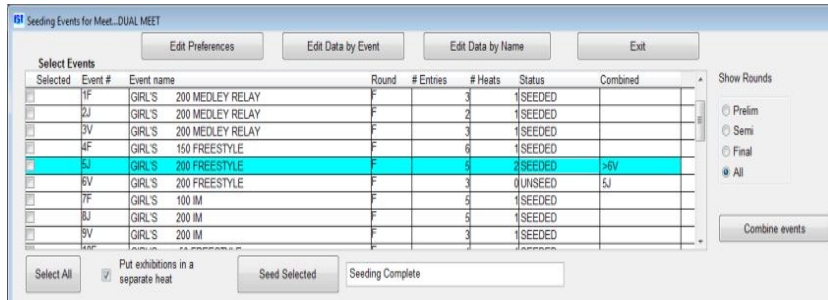 Seeding Events for Meet...DUAL MEET
Edit Preferences Edit Data by Event Edit Data by Name Exit
Select Events
Selected Event # Event name Round # Entries # Heats Status Combined
1F GIRL'S 200 MEDLEY RELAY F 3 1 SEEDED
2J GIRL'S 200 MEDLEY RELAY F 2 1 SEEDED
3V GIRL'S 200 MEDLEY RELAY F 3 1 SEEDED
4F GIRL'S 150 FREESTYLE F 6 1 SEEDED
5J GIRL'S 200 FREESTYLE F 5 2 SEEDED >6V
6V GIRL'S 200 FREESTYLE F 3 0 UNSEED 5J
7F GIRL'S 100 IM F 5 1 SEEDED
8J GIRL'S 200 IM F 5 1 SEEDED
9V GIRL'S 200 IM F 3 1 SEEDED
Show Rounds
Prelim
Semi
Final
All
Combine events
Select All
Put exhibitions in a
separate heat
Seed Selected
Seeding Complete